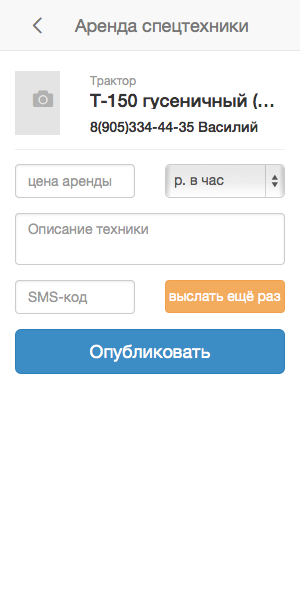 Аренда спецтехники
Трактор
Т-150 гусеничный (...
8(905)334-44-35 Василий
цена аренды
р. в час
Описание техники
SMS-код
выслать ещё раз
Опубликовать